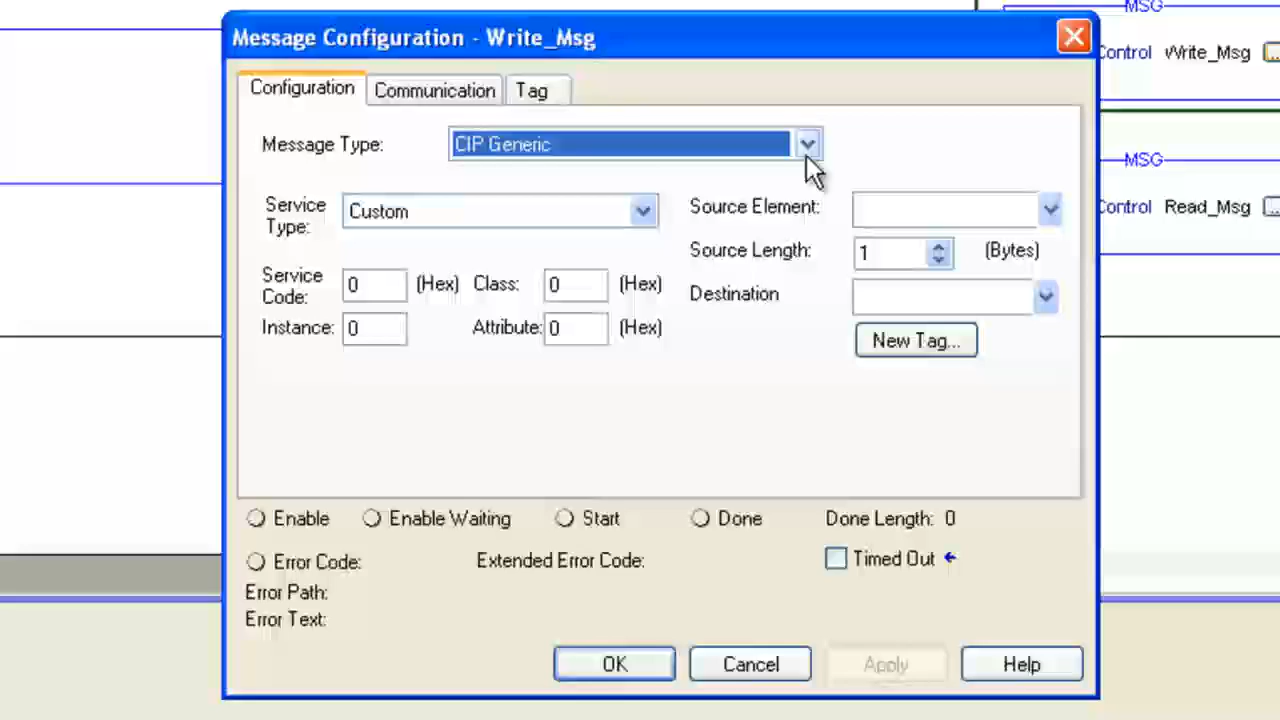 MSG
Message Configuration - Write_Msg
Control Write_Msg ...
Configuration Communication Tag
Message Type: CIP Generic
MSG
Service Type: Custom
Source Element:
Control Read_Msg ...
Source Length: 1 (Bytes)
Service Code: 0 (Hex) Class: 0 (Hex)
Destination
Instance: 0 Attribute: 0 (Hex)
New Tag...
Enable Enable Waiting Start Done Done Length: 0
Error Code: Extended Error Code: Timed Out
Error Path:
Error Text:
OK Cancel Apply Help